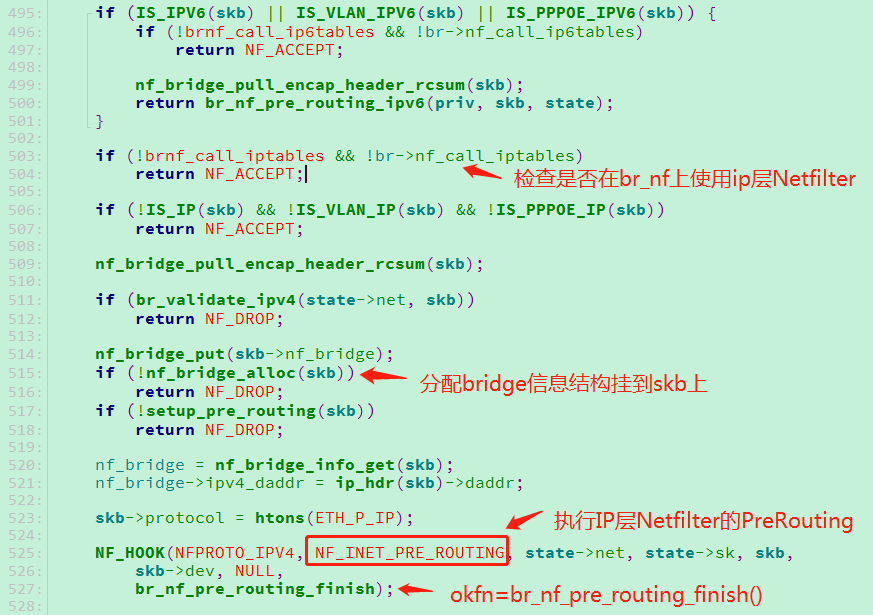 495: if (IS_IPV6(skb) || IS_VLAN_IPV6(skb) || IS_PPPOE_IPV6(skb)) {
496: if (!brnf_call_ip6tables && !br->nf_call_ip6tables)
497: return NF_ACCEPT;
498:
499: nf_bridge_pull_encap_header_rcsum(skb);
500: return br_nf_pre_routing_ipv6(priv, skb, state);
501: }
502:
503: if (!brnf_call_iptables && !br->nf_call_iptables)
504: return NF_ACCEPT; 检查是否在br_nf上使用ip层Netfilter
505:
506: if (!IS_IP(skb) && !IS_VLAN_IP(skb) && !IS_PPPOE_IP(skb))
507: return NF_ACCEPT;
508:
509: nf_bridge_pull_encap_header_rcsum(skb);
510:
511: if (br_validate_ipv4(state->net, skb))
512: return NF_DROP;
513:
514: nf_bridge_put(skb->nf_bridge);
515: if (!nf_bridge_alloc(skb)) 分配bridge信息结构挂到skb上
516: return NF_DROP;
517: if (!setup_pre_routing(skb))
518: return NF_DROP;
519:
520: nf_bridge = nf_bridge_info_get(skb);
521: nf_bridge->ipv4_daddr = ip_hdr(skb)->daddr;
522:
523: skb->protocol = htons(ETH_P_IP); 执行IP层Netfilter的PreRouting
524:
525: NF_HOOK(NFPROTO_IPV4, NF_INET_PRE_ROUTING, state->net, state->sk, skb,
526: skb->dev, NULL,
527: br_nf_pre_routing_finish); okfn=br_nf_pre_routing_finish()
528: